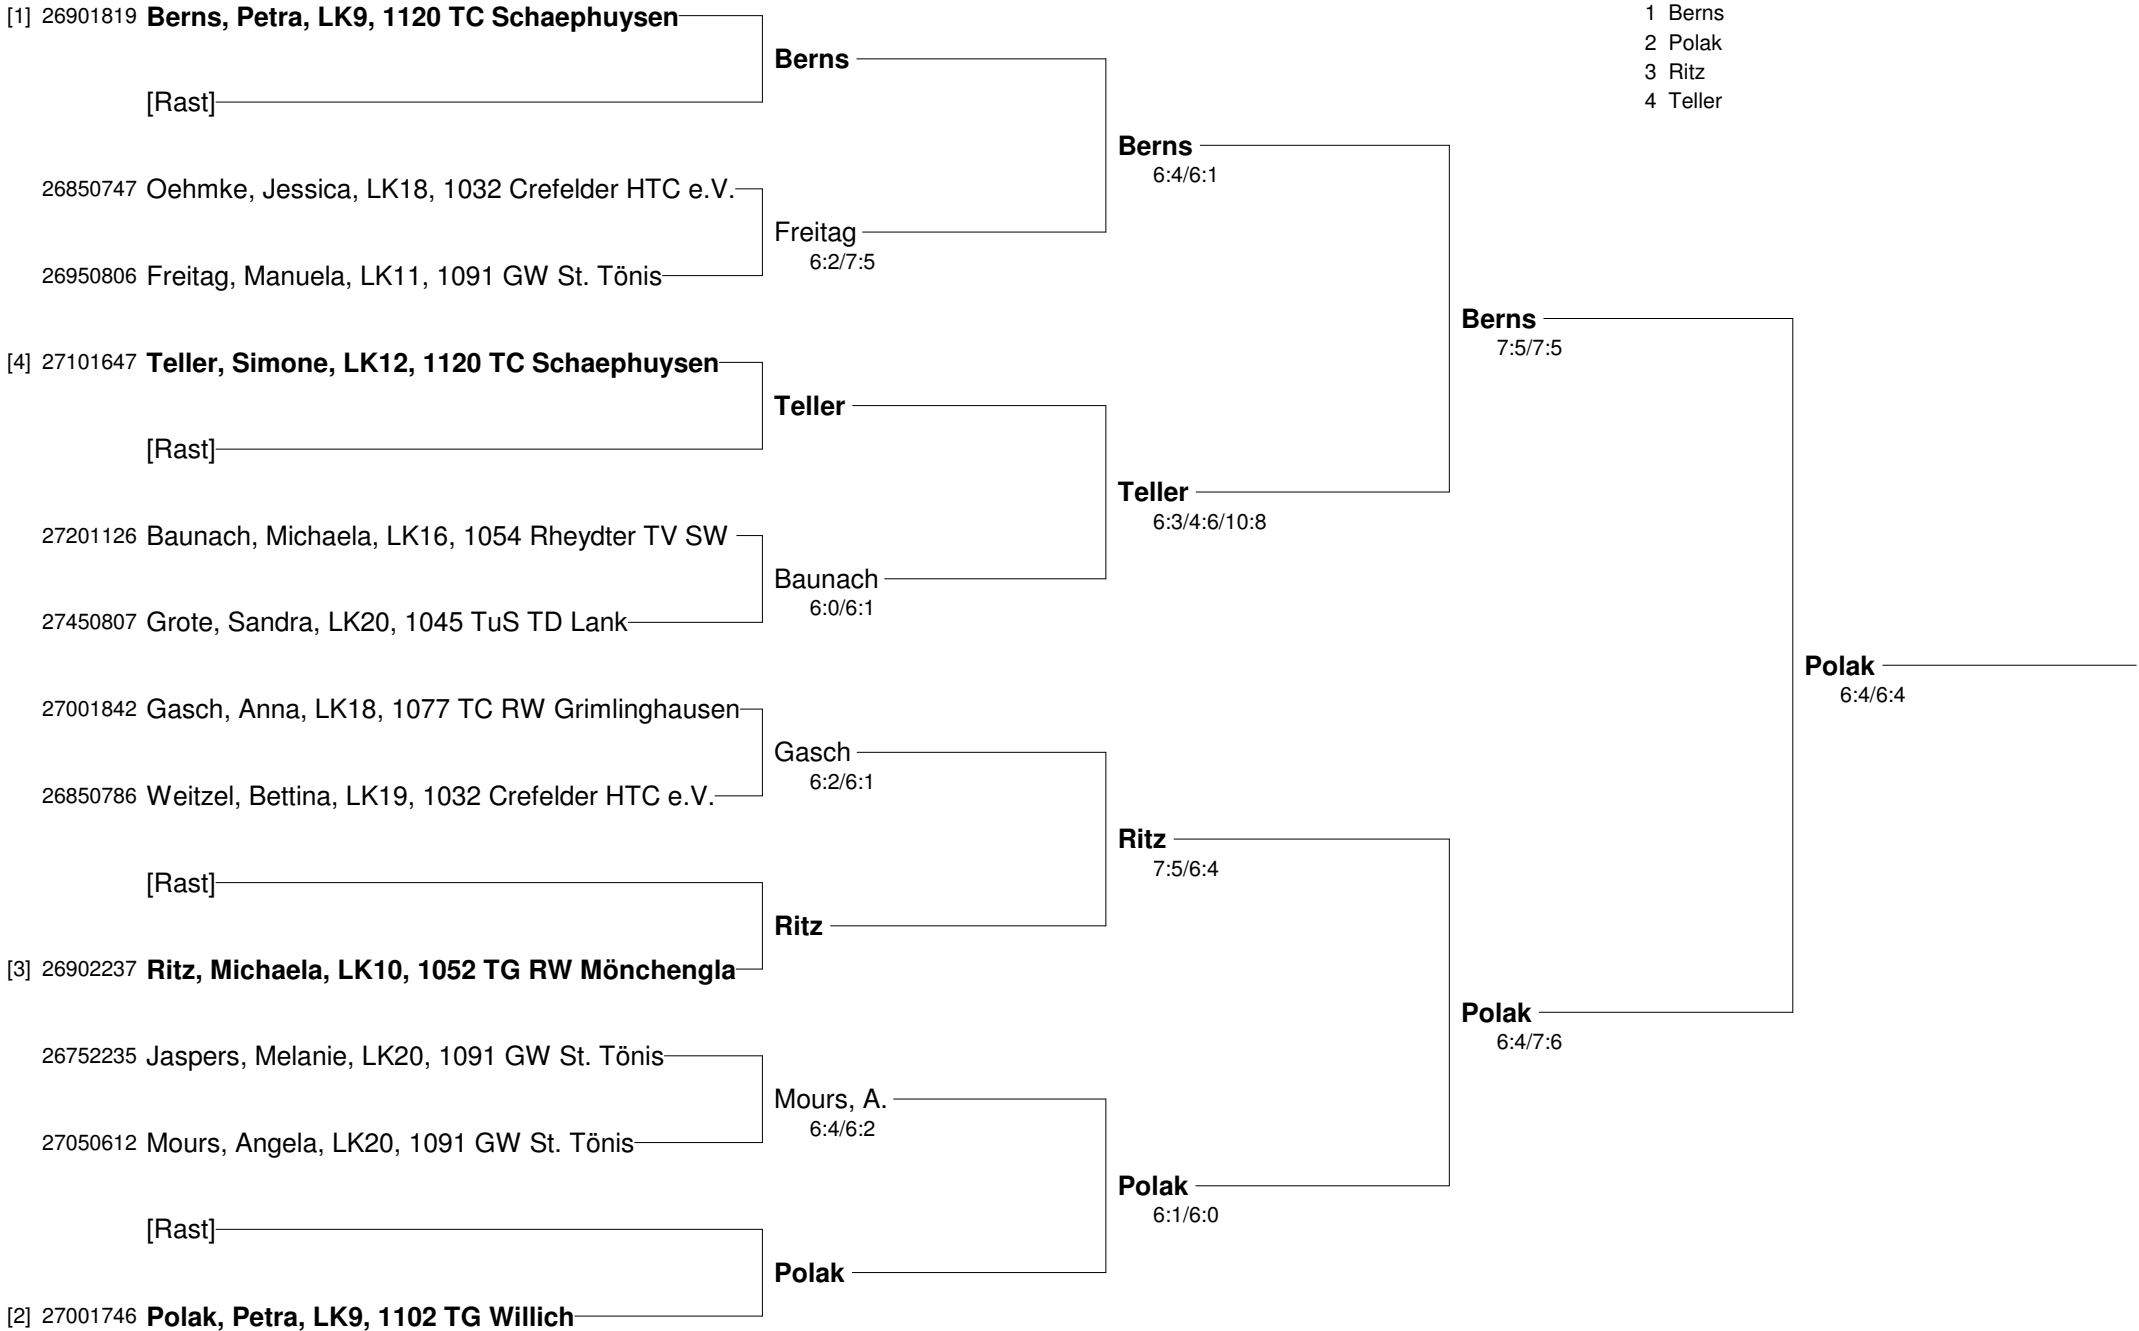 [1] 26901819 Berns, Petra, LK9, 1120 TC Schaephuysen
[Rast]
26850747 Oehmke, Jessica, LK18, 1032 Crefelder HTC e.V.
26950806 Freitag, Manuela, LK11, 1091 GW St. Tönis
[4] 27101647 Teller, Simone, LK12, 1120 TC Schaephuysen
[Rast]
27201126 Baunach, Michaela, LK16, 1054 Rheydter TV SW
27450807 Grote, Sandra, LK20, 1045 TuS TD Lank
27001842 Gasch, Anna, LK18, 1077 TC RW Grimlinghausen
26850786 Weitzel, Bettina, LK19, 1032 Crefelder HTC e.V.
[Rast]
[3] 26902237 Ritz, Michaela, LK10, 1052 TG RW Mönchengla
26752235 Jaspers, Melanie, LK20, 1091 GW St. Tönis
27050612 Mours, Angela, LK20, 1091 GW St. Tönis
[Rast]
[2] 27001746 Polak, Petra, LK9, 1102 TG Willich
Berns
Freitag
6:2/7:5
Teller
Baunach
6:0/6:1
Gasch
6:2/6:1
Ritz
Mours, A.
6:4/6:2
Polak
Berns
6:4/6:1
Teller
6:3/4:6/10:8
Ritz
7:5/6:4
Polak
6:1/6:0
Berns
7:5/7:5
Polak
6:4/7:6
Polak
6:4/6:4
1 Berns
2 Polak
3 Ritz
4 Teller